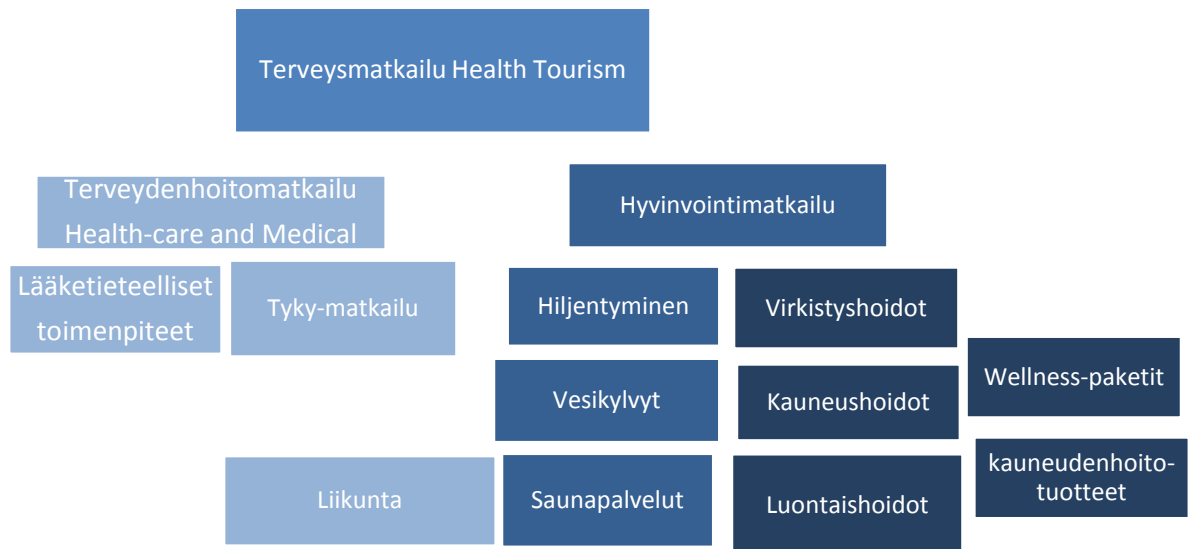 Terveysmatkailu Health Tourism
Terveydenhoitomatkailu
Health-care and Medical
Hyvinvointimatkailu
Lääketieteelliset
toimenpiteet
Tyky-matkailu
Hiljentyminen
Virkistyshoidot
Wellness-paketit
Vesikylvyt
Kauneushoidot
kauneudenhoito-
tuotteet
Liikunta
Saunapalvelut
Luontaishoidot